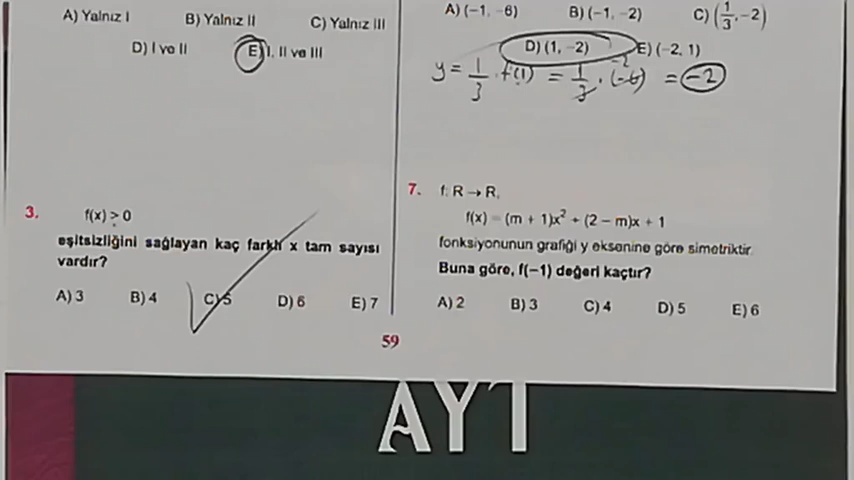 A) Yalnız I B) Yalnız II C) Yalnız III
D) I ve II E) I, II ve III
3. f(x) > 0
eşitsizliğini sağlayan kaç farklı x tam sayısı
vardır?
A) 3 B) 4 C) 5 D) 6 E) 7
A) (-1, -6) B) (-1, -2) C) (1/3, -2)
D) (1, -2) E) (-2, 1)
y = 1/3 . f(1) = 1/3 . (-6) = -2
-2
7. f: R → R,
f(x) = (m + 1)x² + (2 – m)x + 1
fonksiyonunun grafiği y eksenine göre simetriktir.
Buna göre, f(–1) değeri kaçtır?
A) 2 B) 3 C) 4 D) 5 E) 6
59
AYT